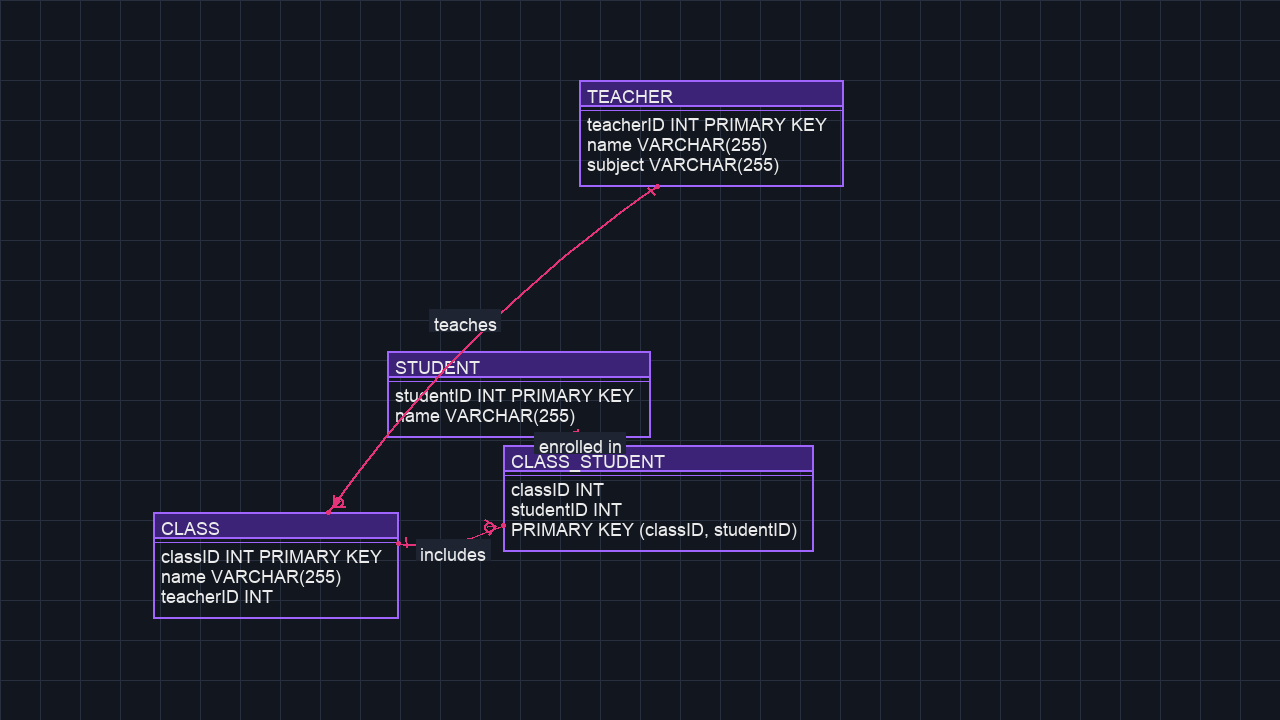 TEACHER
teacherID INT PRIMARY KEY
name VARCHAR(255)
subject VARCHAR(255)
teaches
STUDENT
studentID INT PRIMARY KEY
name VARCHAR(255)
enrolled in
CLASS_STUDENT
classID INT
studentID INT
PRIMARY KEY (classID, studentID)
includes
CLASS
classID INT PRIMARY KEY
name VARCHAR(255)
teacherID INT